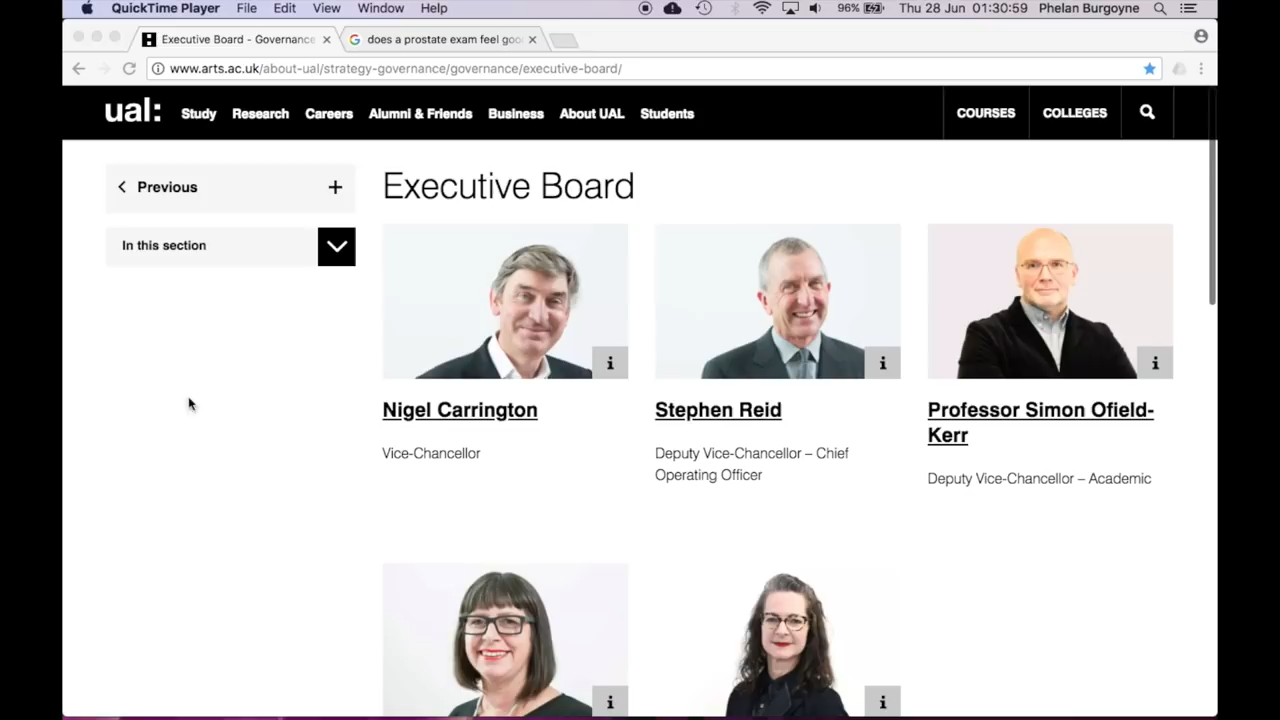 QuickTime Player File Edit View Window Help 96% Thu 28 Jun 01:30:59 Phelan Burgoyne
Executive Board - Governance
does a prostate exam feel goo
www.arts.ac.uk/about-ual/strategy-governance/governance/executive-board/
ual: Study Research Careers Alumni & Friends Business About UAL Students COURSES COLLEGES
Previous
In this section
Executive Board
Nigel Carrington
Vice-Chancellor
Stephen Reid
Deputy Vice-Chancellor – Chief
Operating Officer
Professor Simon Ofield-
Kerr
Deputy Vice-Chancellor – Academic